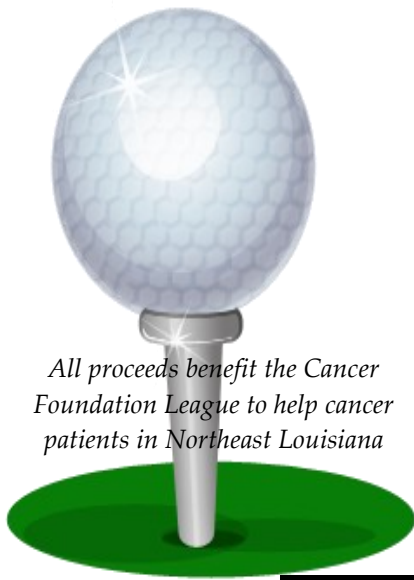 All proceeds benefit the Cancer
Foundation League to help cancer
patients in Northeast Louisiana